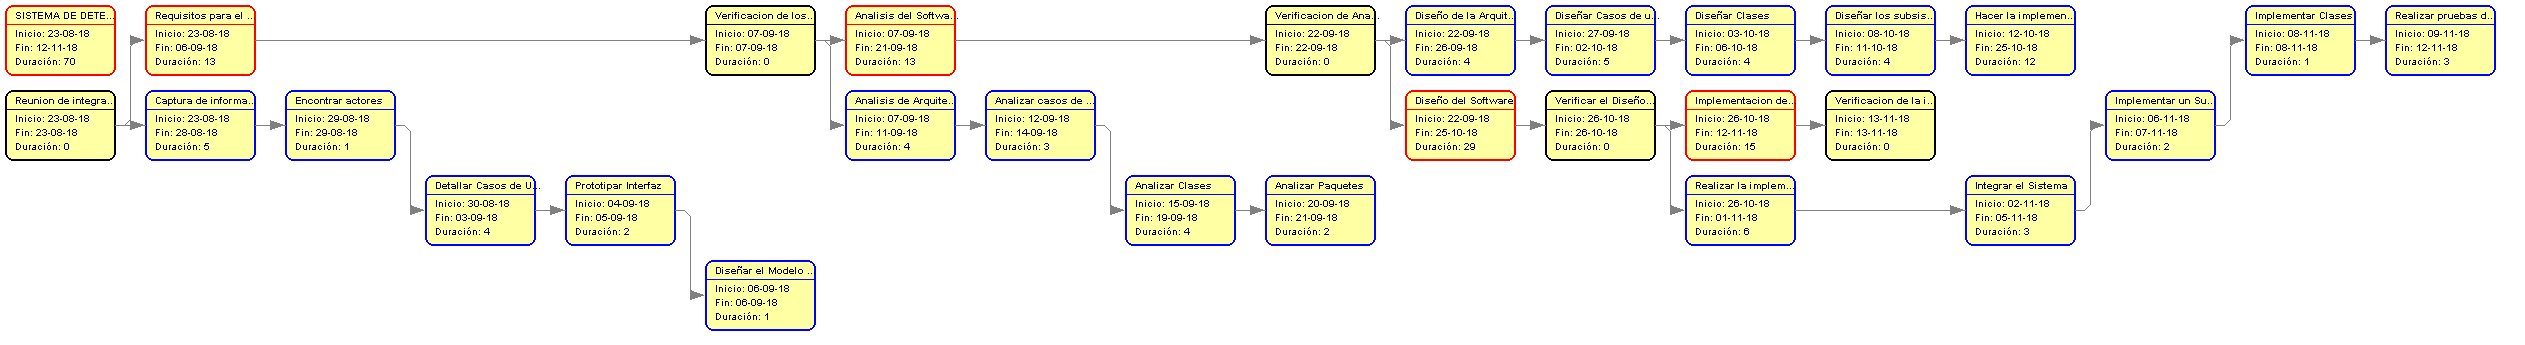 SISTEMA DE DETE...
Inicio: 23-08-18
Fin: 12-11-18
Duración: 70
Requisitos para el ...
Inicio: 23-08-18
Fin: 06-09-18
Duración: 13
Verificacion de los...
Inicio: 07-09-18
Fin: 07-09-18
Duración: 0
Analisis del Softwa...
Inicio: 07-09-18
Fin: 21-09-18
Duración: 13
Verificacion de Ana...
Inicio: 22-09-18
Fin: 22-09-18
Duración: 0
Diseño de la Arquit...
Inicio: 22-09-18
Fin: 26-09-18
Duración: 4
Diseñar Casos de u...
Inicio: 27-09-18
Fin: 02-10-18
Duración: 5
Diseñar Clases
Inicio: 03-10-18
Fin: 06-10-18
Duración: 4
Diseñar los subsis...
Inicio: 08-10-18
Fin: 11-10-18
Duración: 4
Hacer la implemen...
Inicio: 12-10-18
Fin: 25-10-18
Duración: 12
Implementar Clases
Inicio: 08-11-18
Fin: 08-11-18
Duración: 1
Realizar pruebas d...
Inicio: 09-11-18
Fin: 12-11-18
Duración: 3
Reunion de integra...
Inicio: 23-08-18
Fin: 23-08-18
Duración: 0
Captura de informa...
Inicio: 23-08-18
Fin: 28-08-18
Duración: 5
Encontrar actores
Inicio: 29-08-18
Fin: 29-08-18
Duración: 1
Analisis de Arquite...
Inicio: 07-09-18
Fin: 11-09-18
Duración: 4
Analizar casos de ...
Inicio: 12-09-18
Fin: 14-09-18
Duración: 3
Diseño del Software
Inicio: 22-09-18
Fin: 25-10-18
Duración: 29
Verificar el Diseño...
Inicio: 26-10-18
Fin: 26-10-18
Duración: 0
Implementacion de...
Inicio: 26-10-18
Fin: 12-11-18
Duración: 15
Verificacion de la i...
Inicio: 13-11-18
Fin: 13-11-18
Duración: 0
Implementar un Su...
Inicio: 06-11-18
Fin: 07-11-18
Duración: 2
Detallar Casos de U...
Inicio: 30-08-18
Fin: 03-09-18
Duración: 4
Prototipar Interfaz
Inicio: 04-09-18
Fin: 05-09-18
Duración: 2
Analizar Clases
Inicio: 15-09-18
Fin: 19-09-18
Duración: 4
Analizar Paquetes
Inicio: 20-09-18
Fin: 21-09-18
Duración: 2
Realizar la implem...
Inicio: 26-10-18
Fin: 01-11-18
Duración: 6
Integrar el Sistema
Inicio: 02-11-18
Fin: 05-11-18
Duración: 3
Diseñar el Modelo ...
Inicio: 06-09-18
Fin: 06-09-18
Duración: 1